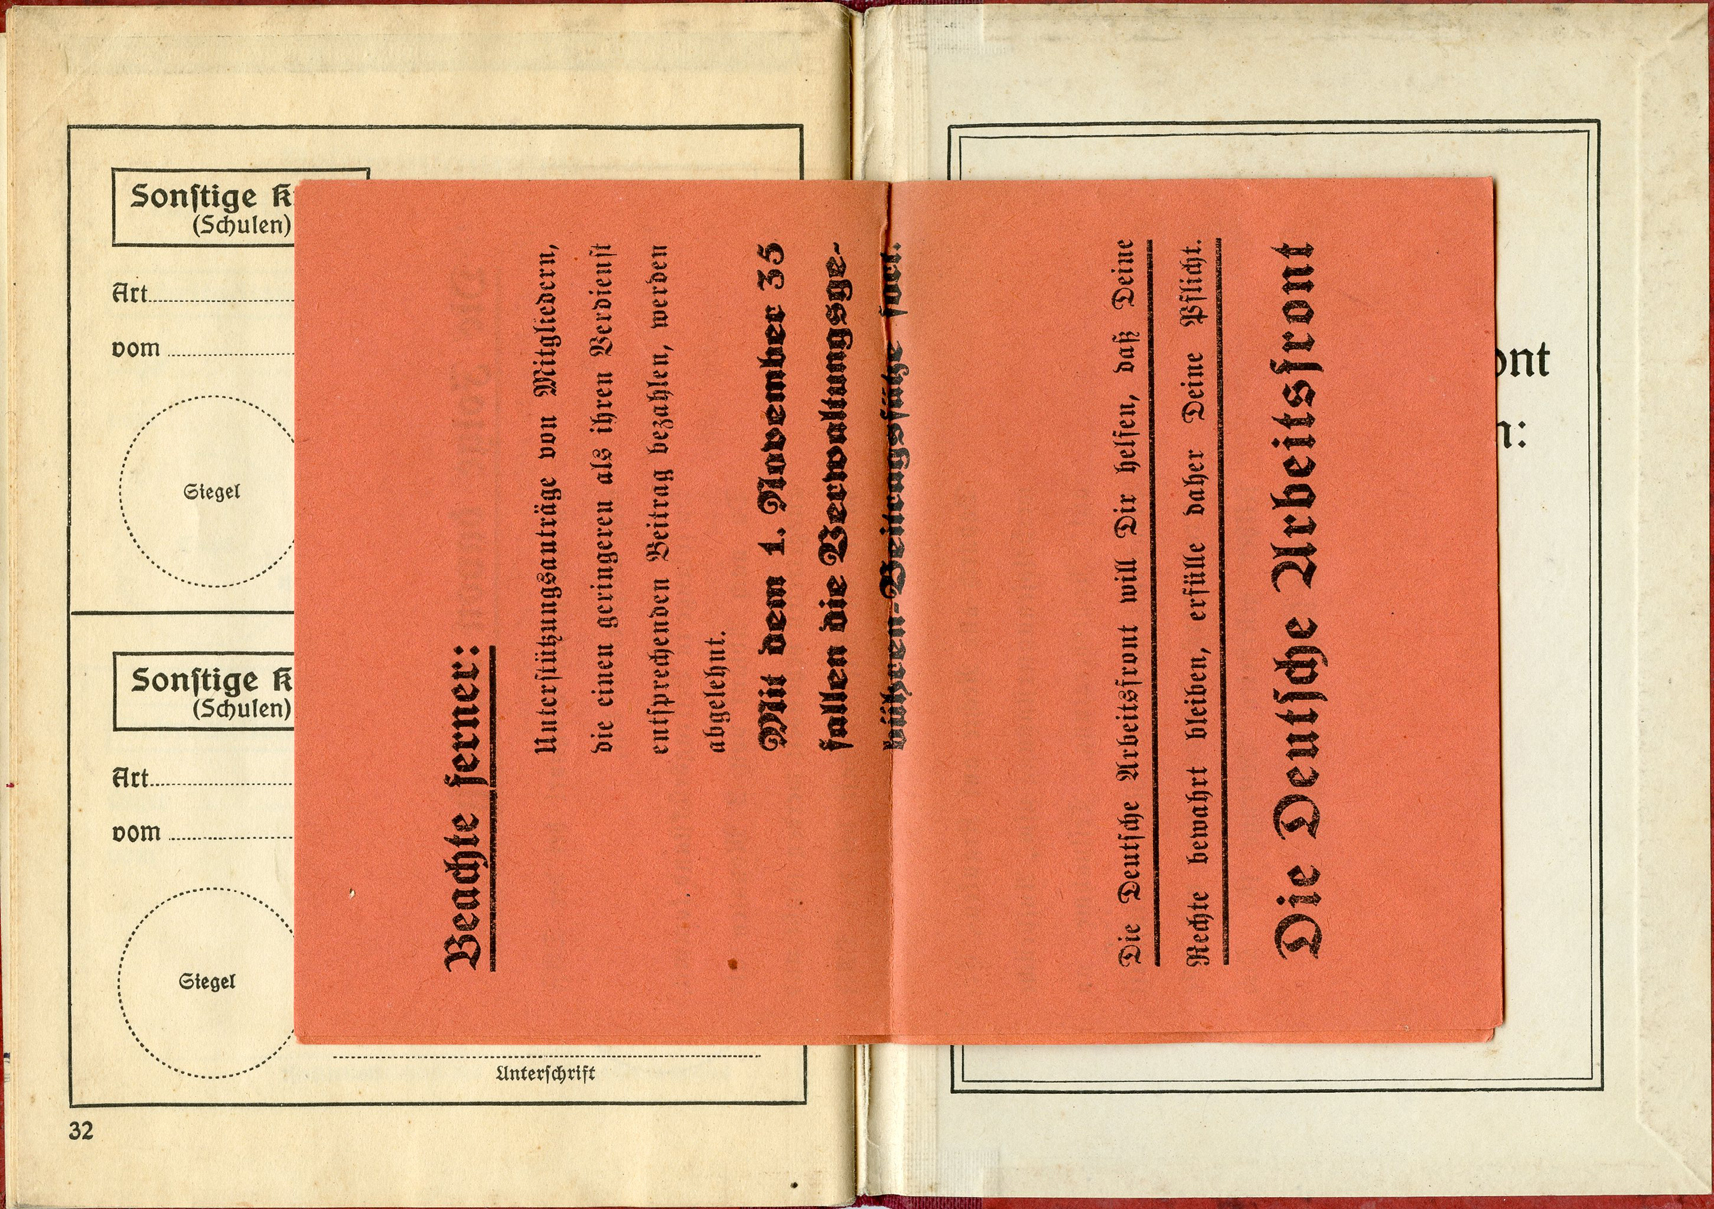 Sonstige K
(Schulen)
Art
vom
Siegel
Sonstige K
(Schulen)
Art
vom
Siegel
Unterschrift
32
Beachte ferner:
Unterstützungsanträge von Mitgliedern,
die einen geringeren als ihren Verdienst
entsprechenden Beitrag bezahlen, werden
abgelehnt.
Mit dem 1. November 35
fallen die Verwaltungsge-
bühren-Beitragssätze fort.
Die Deutsche Arbeitsfront will Dir helfen, daß Deine
Rechte bewahrt bleiben, erfülle daher Deine Pflicht.
Die Deutsche Arbeitsfront
ont
n: